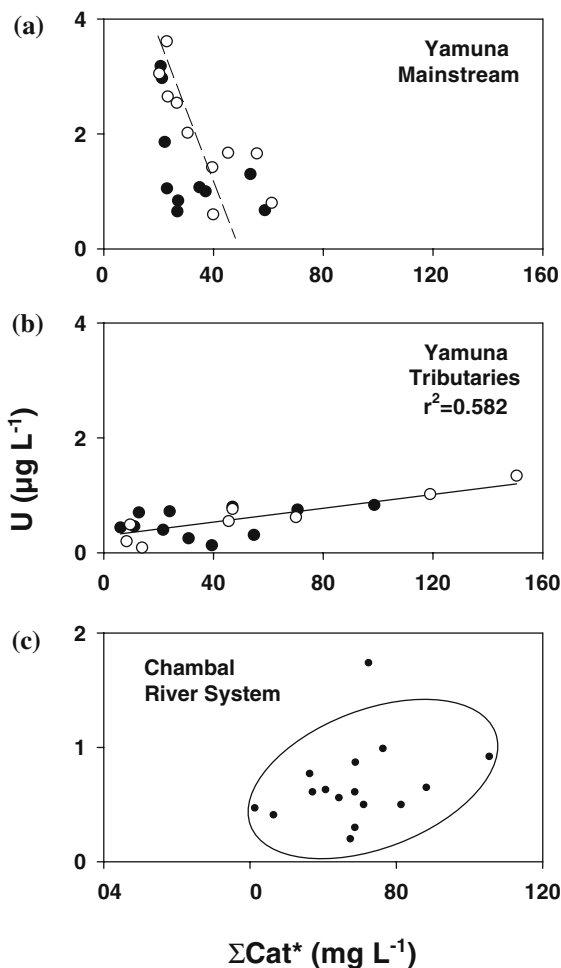 (a)
4
2
0
Yamuna
Mainstream
0 40 80 120 160
(b)
4
2
0
Yamuna
Tributaries
r²=0.582
0 40 80 120 160
U (µg L⁻¹)
(c)
2
1
0
Chambal
River System
04 0 80 120
ΣCat* (mg L⁻¹)